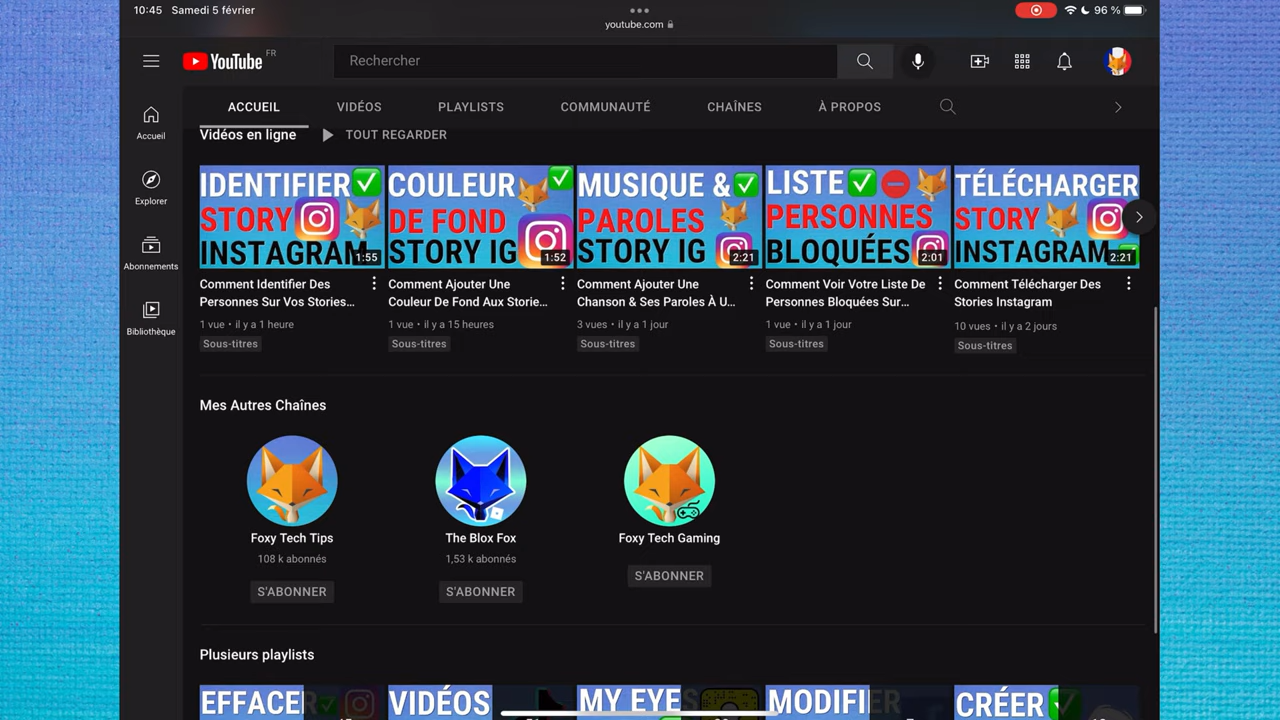 10:45 Samedi 5 février
youtube.com
96 %
YouTube FR
Rechercher
ACCUEIL VIDÉOS PLAYLISTS COMMUNAUTÉ CHAÎNES À PROPOS
Accueil
Explorer
Abonnements
Bibliothèque
Vidéos en ligne TOUT REGARDER
IDENTIFIER
STORY
INSTAGRAM
1:55
COULEUR
DE FOND
STORY IG
1:52
MUSIQUE &
PAROLES
STORY IG
2:21
LISTE
PERSONNES
BLOQUÉES
2:01
TÉLÉCHARGER
STORY
INSTAGRAM
2:21
Comment Identifier Des
Personnes Sur Vos Stories...
1 vue • il y a 1 heure
Sous-titres
Comment Ajouter Une
Couleur De Fond Aux Storie...
1 vue • il y a 15 heures
Sous-titres
Comment Ajouter Une
Chanson & Ses Paroles À U...
3 vues • il y a 1 jour
Sous-titres
Comment Voir Votre Liste De
Personnes Bloquées Sur...
1 vue • il y a 1 jour
Sous-titres
Comment Télécharger Des
Stories Instagram
10 vues • il y a 2 jours
Sous-titres
Mes Autres Chaînes
Foxy Tech Tips
108 k abonnés
S'ABONNER
The Blox Fox
1,53 k abonnés
S'ABONNER
Foxy Tech Gaming
S'ABONNER
Plusieurs playlists
EFFACER
VIDÉOS
MY EYES
MODIFI
CRÉER